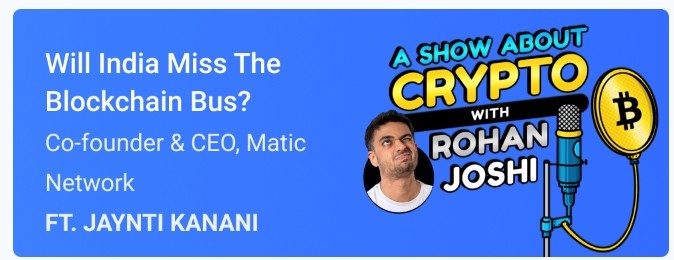 Will India Miss The
Blockchain Bus?
Co-founder & CEO, Matic
Network
FT. JAYNTI KANANI
A SHOW ABOUT
CRYPTO
WITH
ROHAN
JOSHI
₿